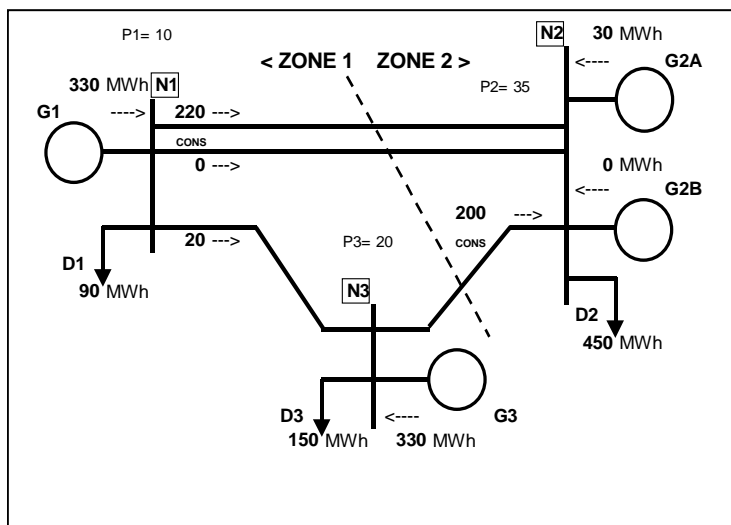 P1= 10
N2 30 MWh
< ZONE 1 ZONE 2 >
<----
G2A
330 MWh N1
P2= 35
G1
---->
220 --->
CONS
0 --->
0 MWh
<----
G2B
200 --->
CONS
20 --->
P3= 20
D1
90 MWh
N3
D2
450 MWh
D3
<----
G3
150 MWh
330 MWh